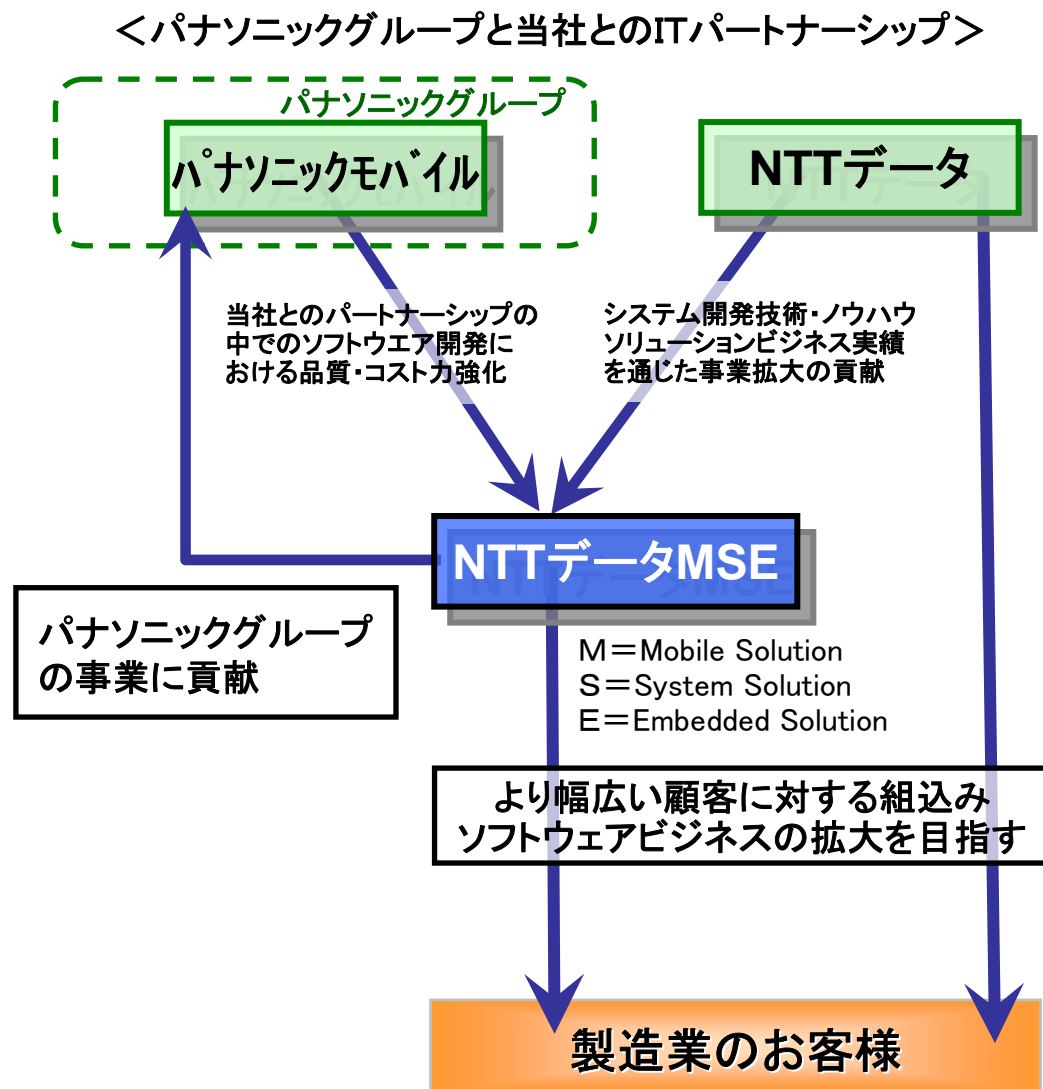 ＜パナソニックグループと当社とのITパートナーシップ＞
パナソニックグループ
ﾊﾟナソニックモバイル
NTTデータ
当社とのパートナーシップの
中でのソフトウエア開発に
おける品質・コスト力強化
システム開発技術・ノウハウ
ソリューションビジネス実績
を通じた事業拡大の貢献
NTTデータMSE
パナソニックグループ
の事業に貢献
M＝Mobile Solution
S＝System Solution
E＝Embedded Solution
より幅広い顧客に対する組込み
ソフトウェアビジネスの拡大を目指す
製造業のお客様